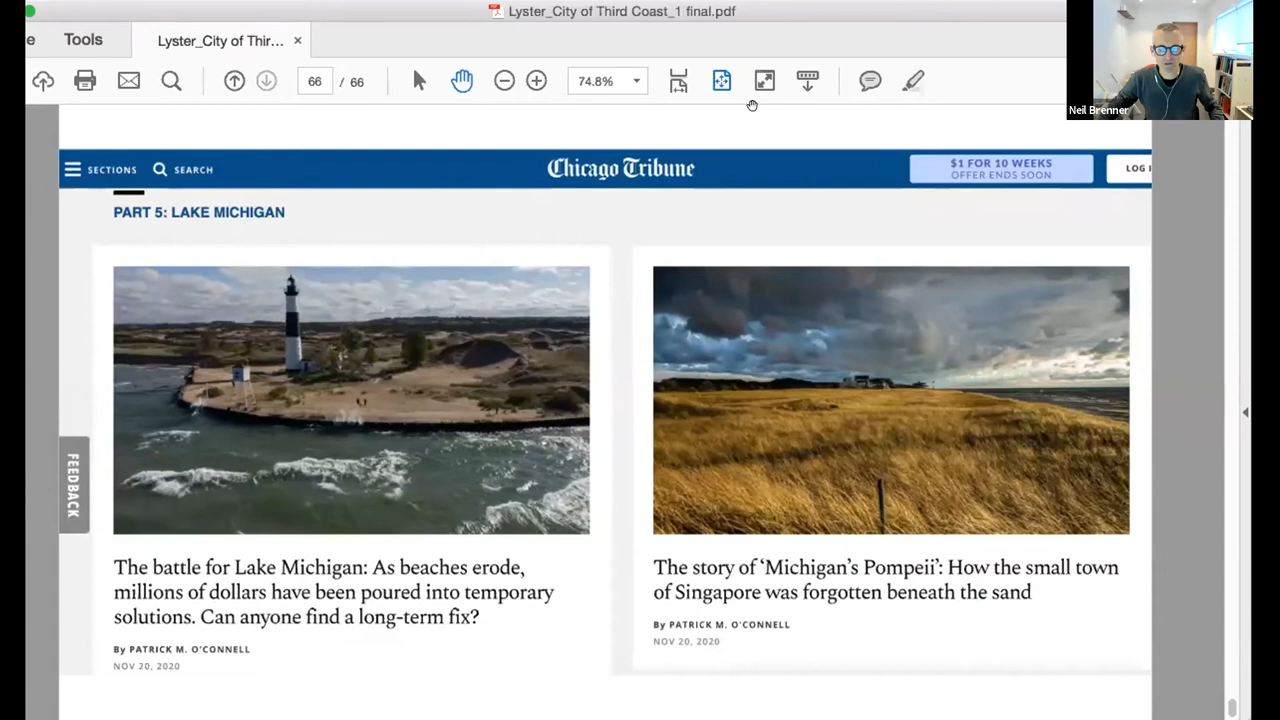 Lyster_City of Third Coast_1 final.pdf
e
Tools
Lyster_City of Thir... ×
66 / 66
74.8%
Neil Brenner
SECTIONS
SEARCH
Chicago Tribune
$1 FOR 10 WEEKS
OFFER ENDS SOON
LOG I
PART 5: LAKE MICHIGAN
FEEDBACK
The battle for Lake Michigan: As beaches erode,
millions of dollars have been poured into temporary
solutions. Can anyone find a long-term fix?
By PATRICK M. O'CONNELL
NOV 20, 2020
The story of ‘Michigan’s Pompeii’: How the small town
of Singapore was forgotten beneath the sand
By PATRICK M. O'CONNELL
NOV 20, 2020